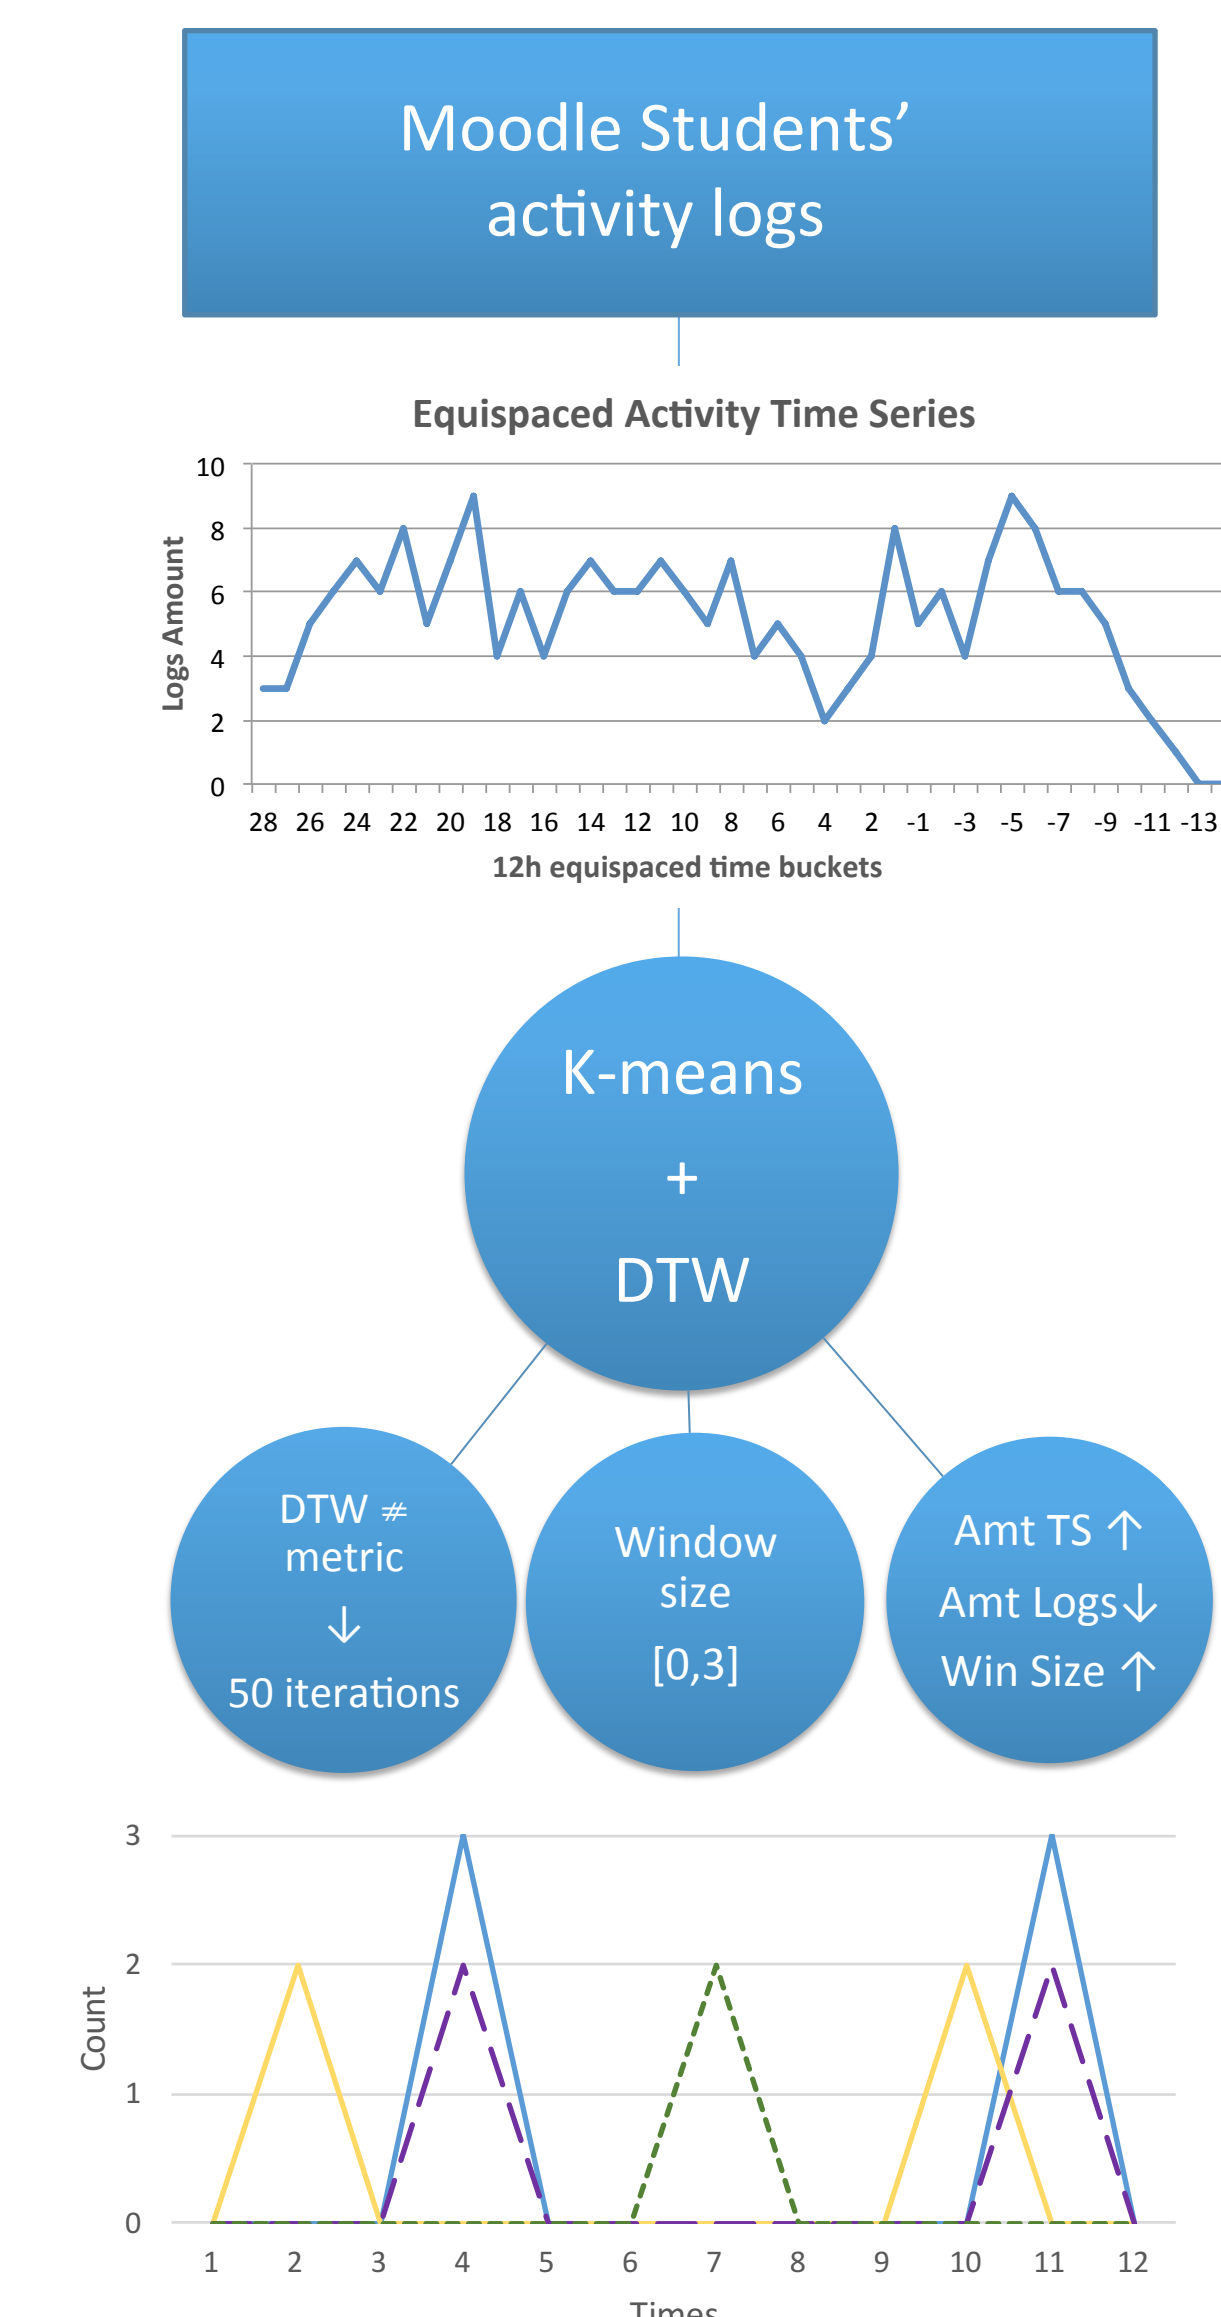 Moodle Students’
activity logs
Equispaced Activity Time Series
Logs Amount
10
8
6
4
2
0
28 26 24 22 20 18 16 14 12 10 8 6 4 2 -1 -3 -5 -7 -9 -11 -13
12h equispaced time buckets
K-means
+
DTW
DTW ≠
metric
↓
50 iterations
Window
size
[0,3]
Amt TS ↑
Amt Logs↓
Win Size ↑
Count
3
2
1
0
1 2 3 4 5 6 7 8 9 10 11 12
Times